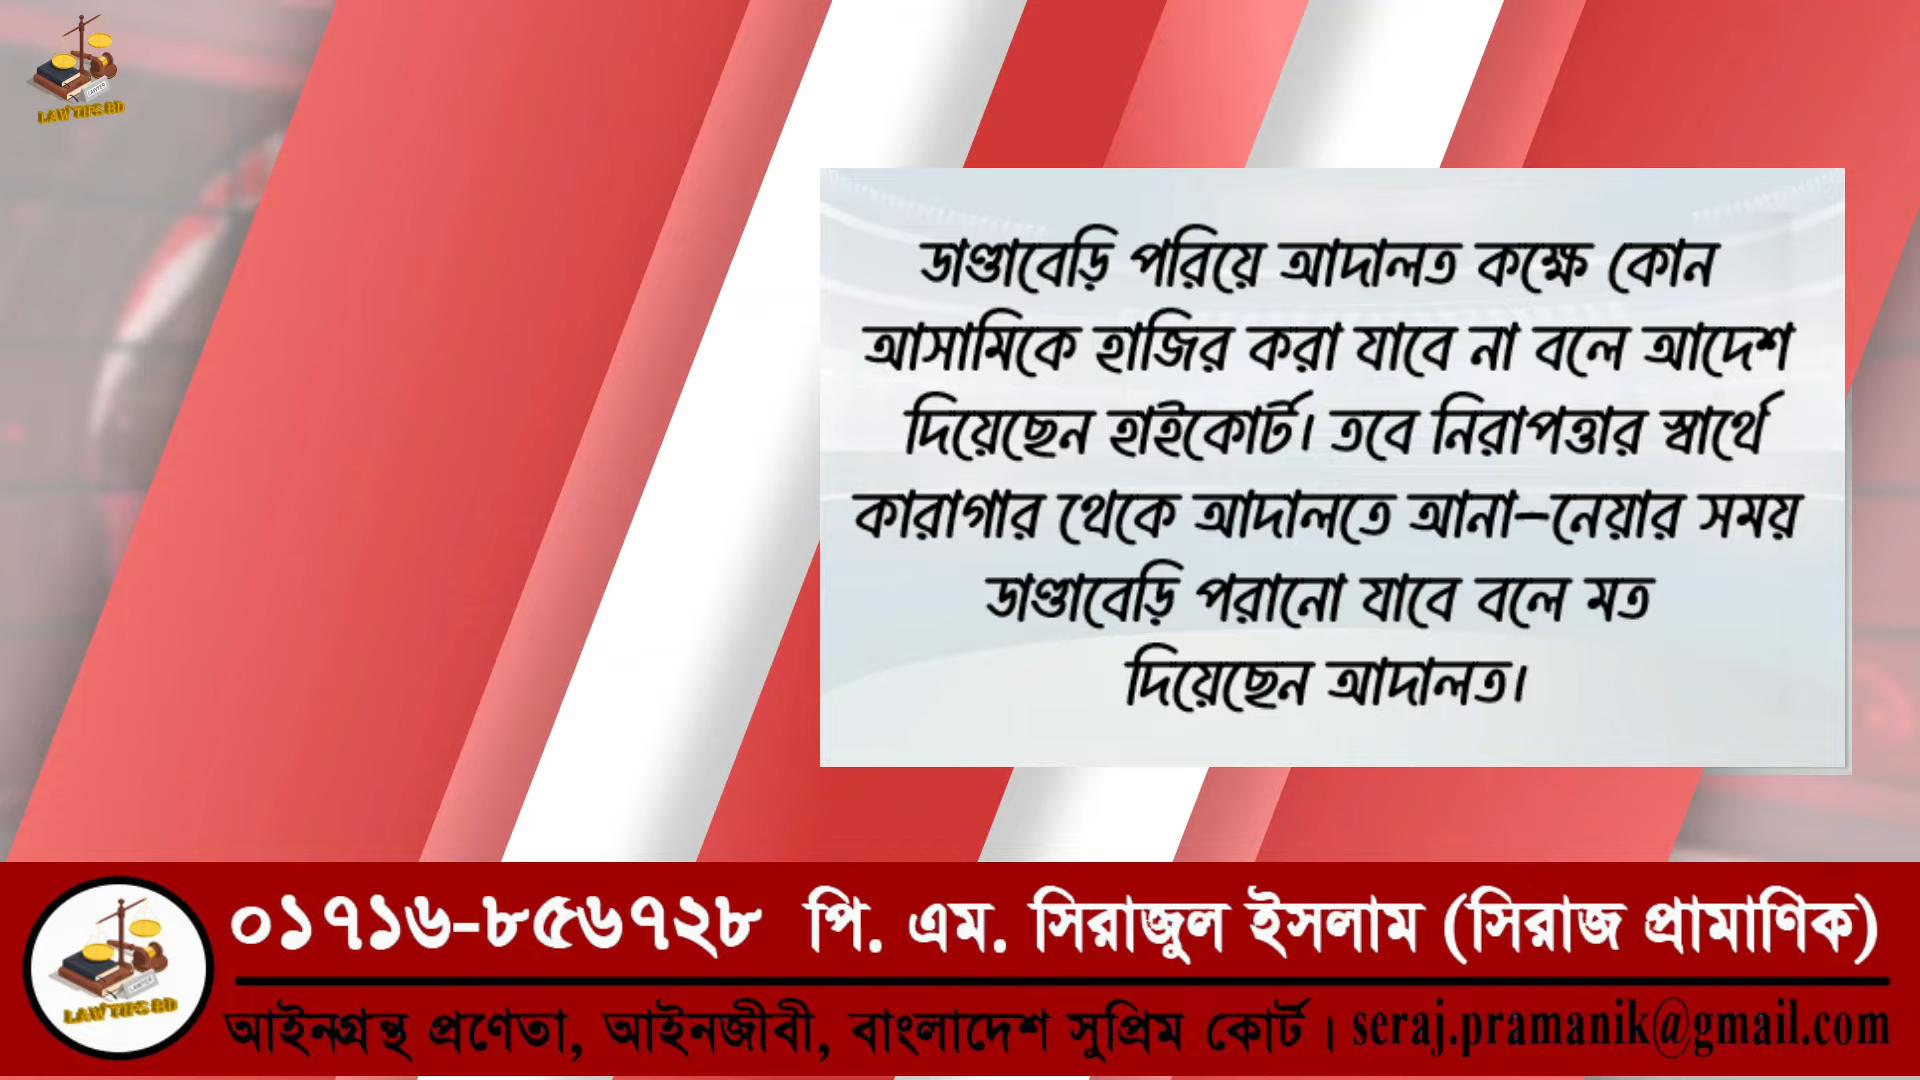 LAW TIPS BD
ডাণ্ডাবেড়ি পরিয়ে আদালত কক্ষে কোন
আসামিকে হাজির করা যাবে না বলে আদেশ
দিয়েছেন হাইকোর্ট। তবে নিরাপত্তার স্বার্থে
কারাগার থেকে আদালতে আনা-নেয়ার সময়
ডাণ্ডাবেড়ি পরানো যাবে বলে মত
দিয়েছেন আদালত।
০১৭১৬-৮৫৬৭২৮ পি. এম. সিরাজুল ইসলাম (সিরাজ প্রামাণিক)
আইনগ্রন্থ প্রণেতা, আইনজীবী, বাংলাদেশ সুপ্রিম কোর্ট । seraj.pramanik@gmail.com
LAWYER
LAW TIPS BD